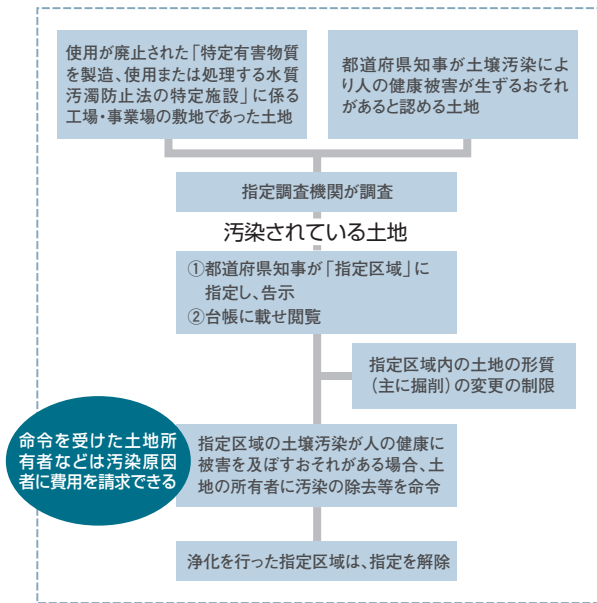 使用が廃止された「特定有害物質
を製造、使用または処理する水質
汚濁防止法の特定施設」に係る
工場・事業場の敷地であった土地
都道府県知事が土壌汚染によ
り人の健康被害が生ずるおそれ
があると認める土地
指定調査機関が調査
汚染されている土地
①都道府県知事が「指定区域」に
指定し、告示
②台帳に載せ閲覧
指定区域内の土地の形質
（主に掘削）の変更の制限
命令を受けた土地所
有者などは汚染原因
者に費用を請求できる
指定区域の土壌汚染が人の健康に
被害を及ぼすおそれがある場合、土
地の所有者に汚染の除去等を命令
浄化を行った指定区域は、指定を解除